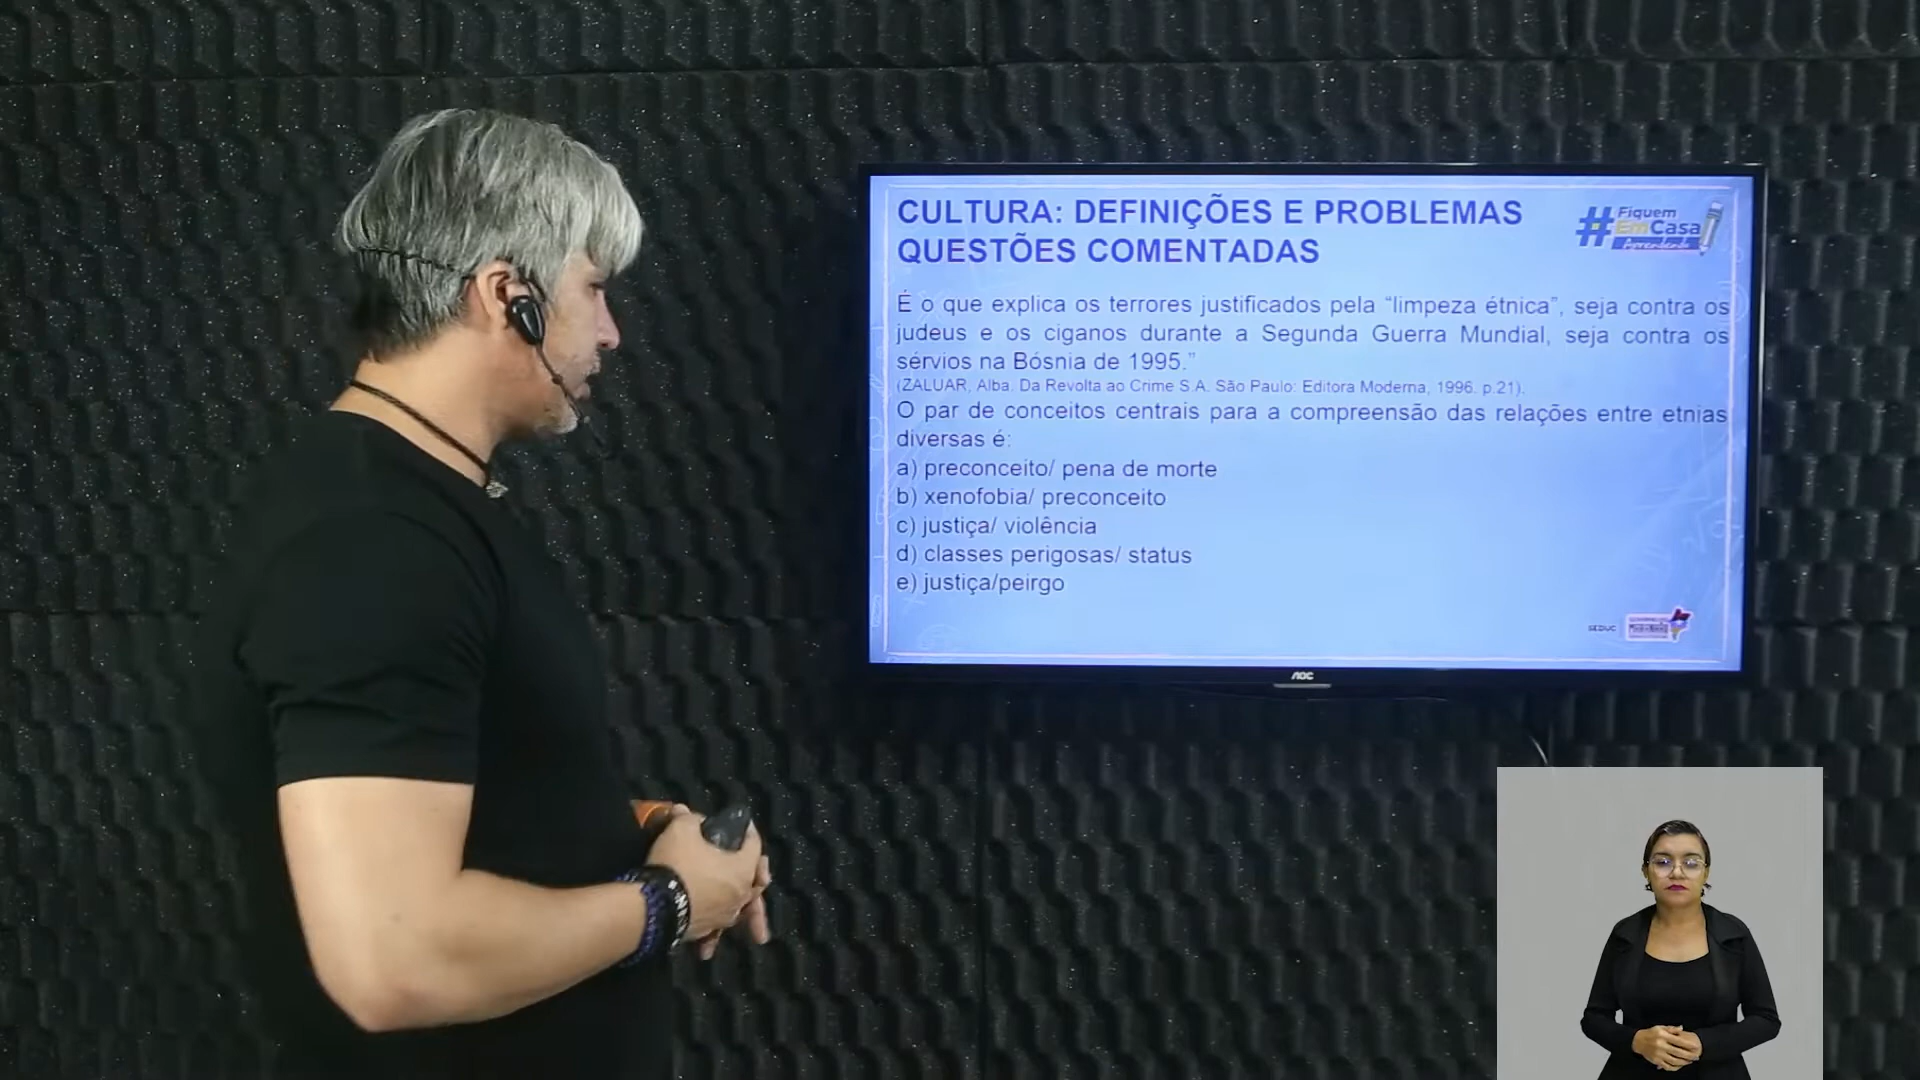 CULTURA: DEFINIÇÕES E PROBLEMAS
QUESTÕES COMENTADAS
#Fiquem
EmCasa
Aprendendo
É o que explica os terrores justificados pela “limpeza étnica”, seja contra os
judeus e os ciganos durante a Segunda Guerra Mundial, seja contra os
sérvios na Bósnia de 1995.”
(ZALUAR, Alba. Da Revolta ao Crime S.A. São Paulo: Editora Moderna, 1996. p.21).
O par de conceitos centrais para a compreensão das relações entre etnias
diversas é:
a) preconceito/ pena de morte
b) xenofobia/ preconceito
c) justiça/ violência
d) classes perigosas/ status
e) justiça/peirgo
SEDUC
AOC